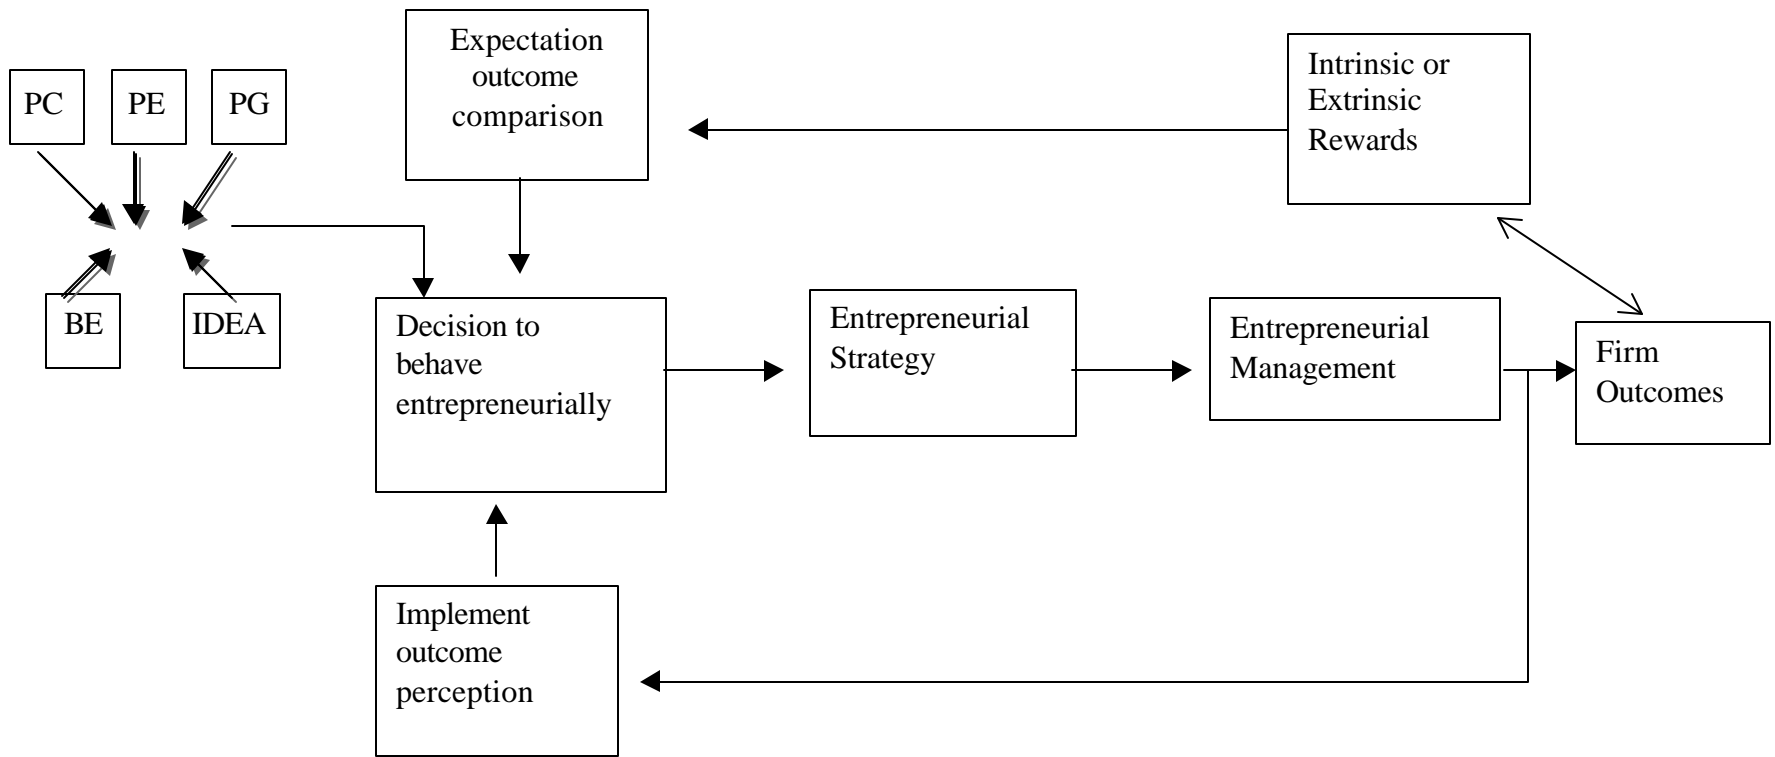 Expectation
outcome
comparison
Intrinsic or
Extrinsic
Rewards
PC
PE
PG
BE
IDEA
Decision to
behave
entrepreneurially
Entrepreneurial
Strategy
Entrepreneurial
Management
Firm
Outcomes
Implement
outcome
perception